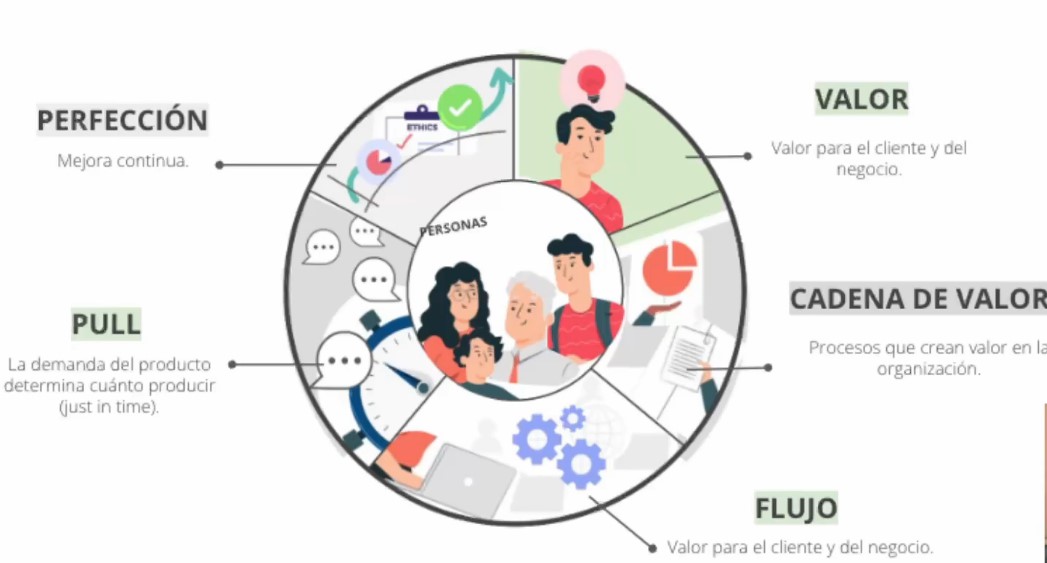 PERFECCIÓN
Mejora continua.
ETHICS
VALOR
Valor para el cliente y del
negocio.
PERSONAS
PULL
La demanda del producto
determina cuánto producir
(just in time).
CADENA DE VALOR
Procesos que crean valor en la
organización.
FLUJO
Valor para el cliente y del negocio.